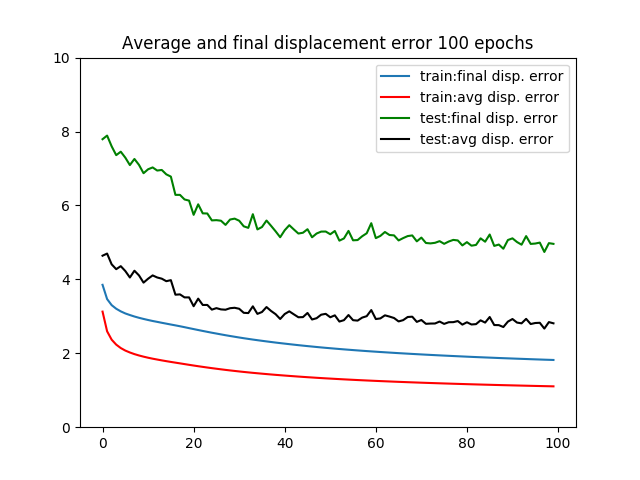 Average and final displacement error 100 epochs
train:final disp. error
train:avg disp. error
test:final disp. error
test:avg disp. error
10
8
6
4
2
0
0 20 40 60 80 100